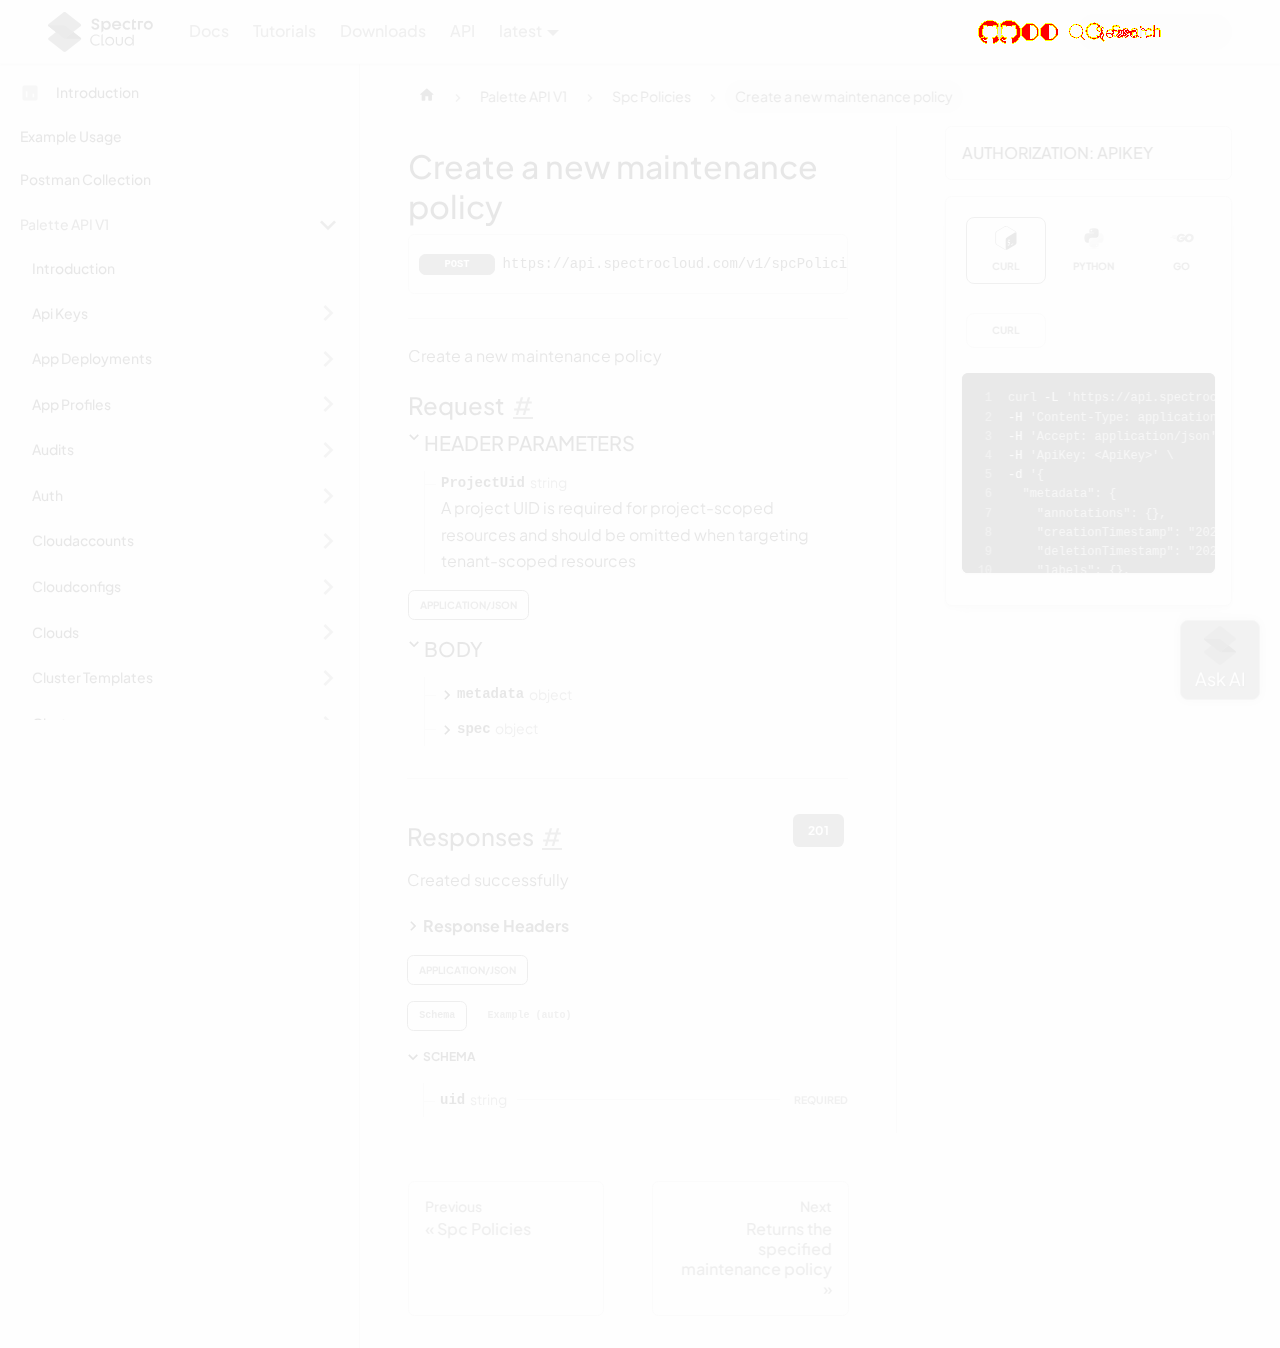 Spectro
Cloud
Docs
Tutorials
Downloads
API
latest
Introduction
Example Usage
Postman Collection
Palette API V1
Introduction
Api Keys
App Deployments
App Profiles
Audits
Auth
Cloudaccounts
Cloudconfigs
Clouds
Cluster Templates
Palette API V1
Spc Policies
Create a new maintenance policy
Create a new maintenance
policy
POST
https://api.spectrocloud.com/v1/spcPolici
Create a new maintenance policy
Request #
HEADER PARAMETERS
ProjectUid string
A project UID is required for project-scoped
resources and should be omitted when targeting
tenant-scoped resources
APPLICATION/JSON
BODY
metadata object
spec object
Responses #
201
Created successfully
Response Headers
APPLICATION/JSON
Schema
Example (auto)
SCHEMA
uid string
REQUIRED
Previous
« Spc Policies
Next
Returns the
specified
maintenance policy
»
AUTHORIZATION: APIKEY
CURL
PYTHON
GO
CURL
1 curl -L 'https://api.spectroc
2 -H 'Content-Type: application
3 -H 'Accept: application/json'
4 -H 'ApiKey: <ApiKey>' \
5 -d '{
6 "metadata": {
7 "annotations": {},
8 "creationTimestamp": "202
9 "deletionTimestamp": "202
10 "labels": {},
Ask AI